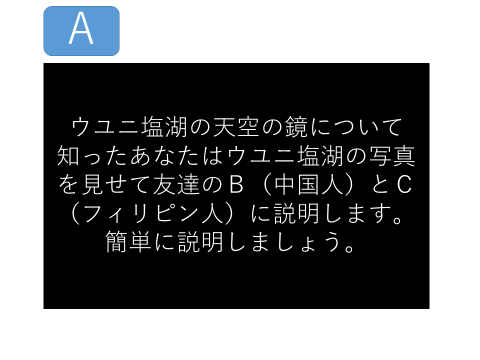 A
ウユニ塩湖の天空の鏡について
知ったあなたはウユニ塩湖の写真
を見せて友達のＢ（中国人）とＣ
（フィリピン人）に説明します。
簡単に説明しましょう。